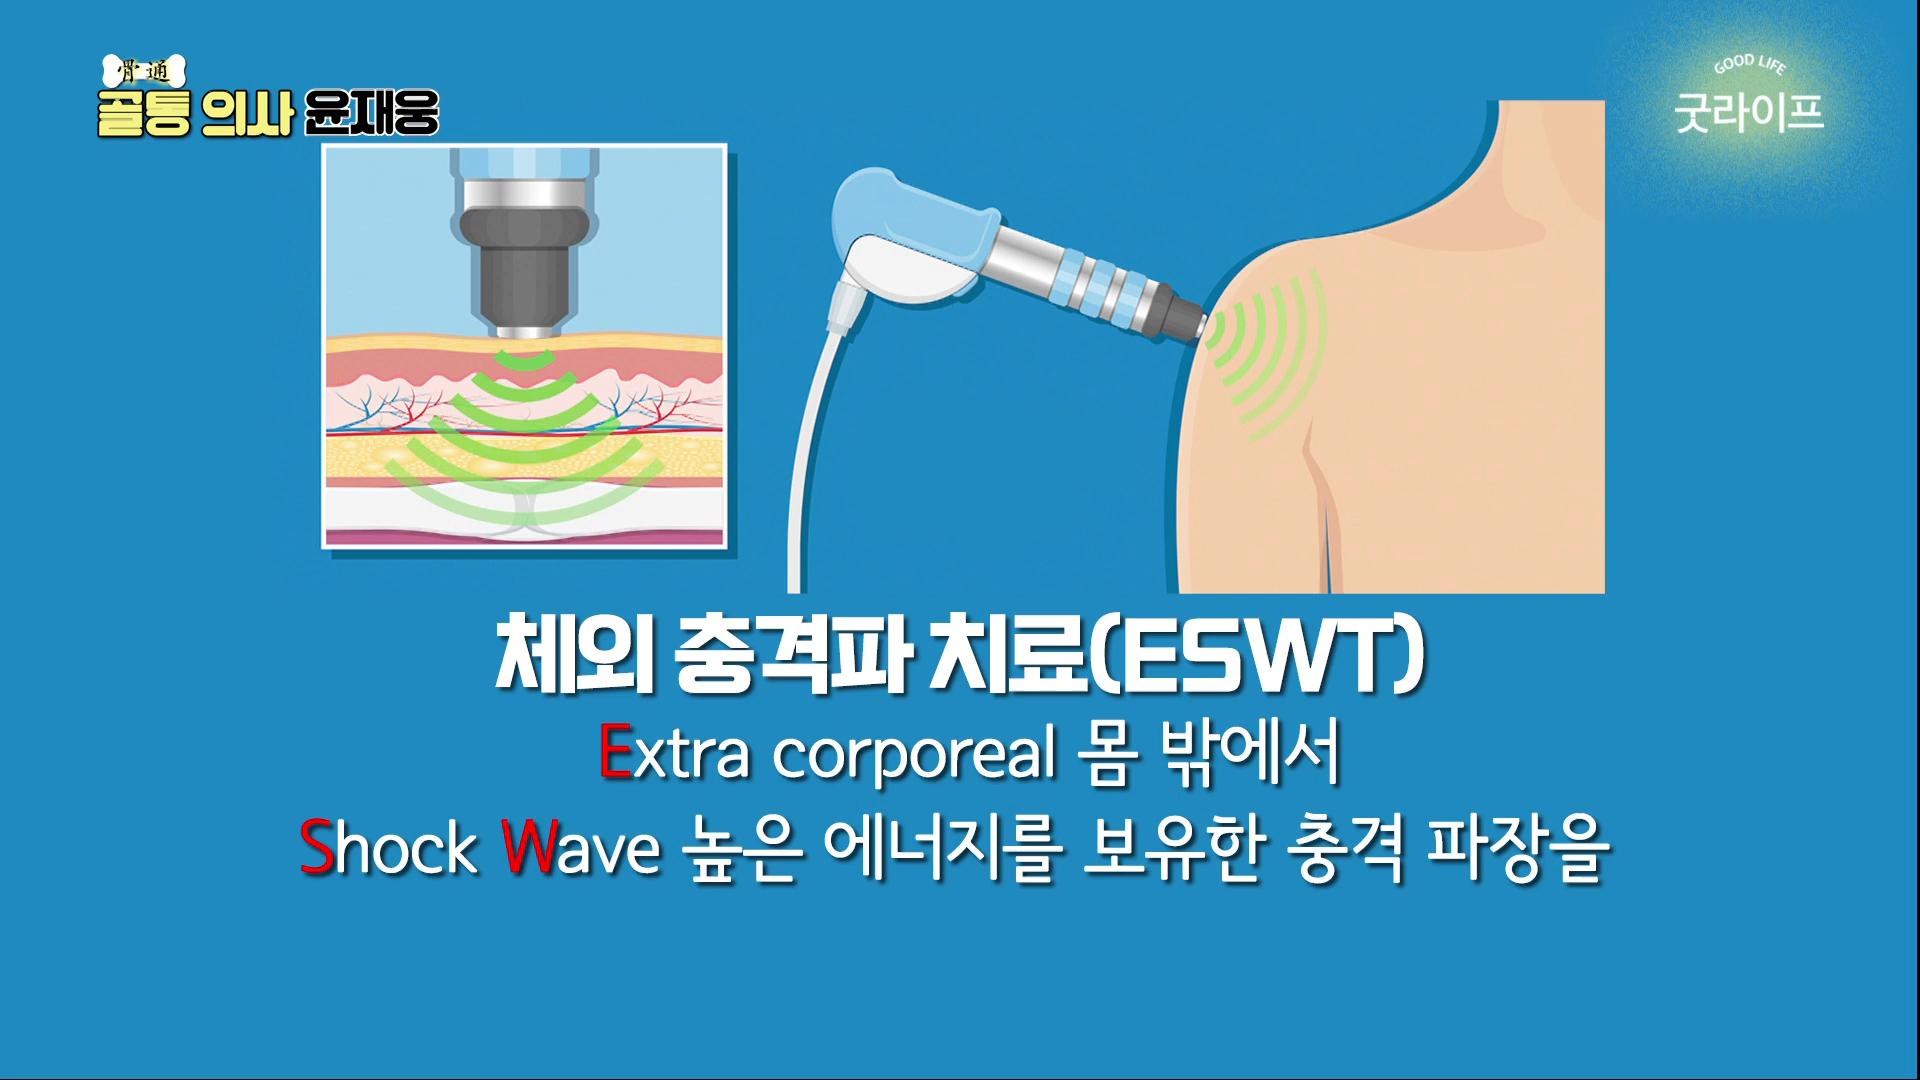 骨通
골통 의사 윤재웅
GOOD LIFE
굿라이프
체외 충격파 치료(ESWT)
Extra corporeal 몸 밖에서
Shock Wave 높은 에너지를 보유한 충격 파장을